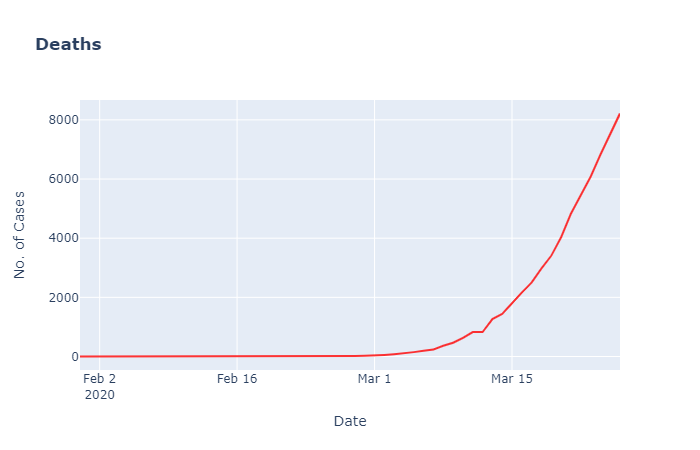 Deaths
No. of Cases
8000
6000
4000
2000
0
Feb 2
2020
Feb 16
Mar 1
Mar 15
Date